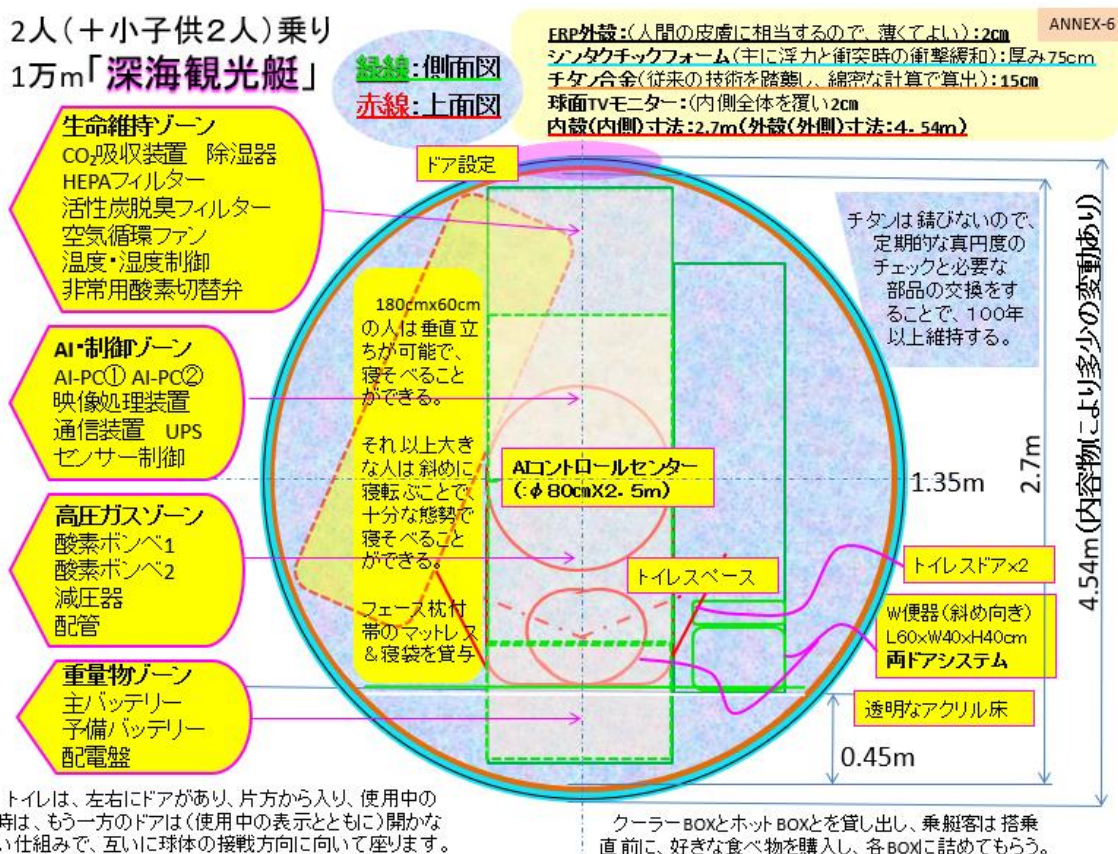 2人(+小子供２人)乗り
1万m「深海観光艇」
緑線:側面図
赤線:上面図
ANNEX-6
FRP外殻:(人間の皮膚に相当するので、薄くてよい):2cm
シンタクチックフォーム(主に浮力と衝突時の衝撃緩和):厚み75cm
チタン合金(従来の技術を踏襲し、綿密な計算で算出):15cm
球面TVモニター:(内側全体を覆い2cm
内殻(内側)寸法:2.7m(外殻(外側)寸法:4.54m)
生命維持ゾーン
CO₂吸収装置 除湿器
HEPAフィルター
活性炭脱臭フィルター
空気循環ファン
温度・湿度制御
非常用酸素切替弁
ドア設定
チタンは錆びないので、
定期的な真円度の
チェックと必要な
部品の交換をす
ることで、100年
以上維持する。
180cmx60cm
の人は垂直立
ちが可能で、
寝そべること
ができる。
それ以上大き
な人は斜めに
寝転ぶことで
十分な態勢で
寝そべること
ができる。
フェース枕付
帯のマットレス
＆寝袋を貸与
AI・制御ゾーン
AI-PC① AI-PC②
映像処理装置
通信装置 UPS
センサー制御
AIコントロールセンター
(:φ80cmX2.5m)
1.35m
2.7m
4.54m(内容物により多少の変動あり)
高圧ガスゾーン
酸素ボンベ1
酸素ボンベ2
減圧器
配管
トイレスペース
トイレスドア×2
W便器(斜め向き)
L60xW40xH40cm
両ドアシステム
重量物ゾーン
主バッテリー
予備バッテリー
配電盤
透明なアクリル床
0.45m
トイレは、左右にドアがあり、片方から入り、使用中の
時は、もう一方のドアは(使用中の表示とともに)開かな
い仕組みで、互いに球体の接戦方向に向いて座ります。
クーラーBOXとホットBOXとを貸し出し、乗艇客は搭乗
直前に、好きな食べ物を購入し、各BOXに詰めてもらう。